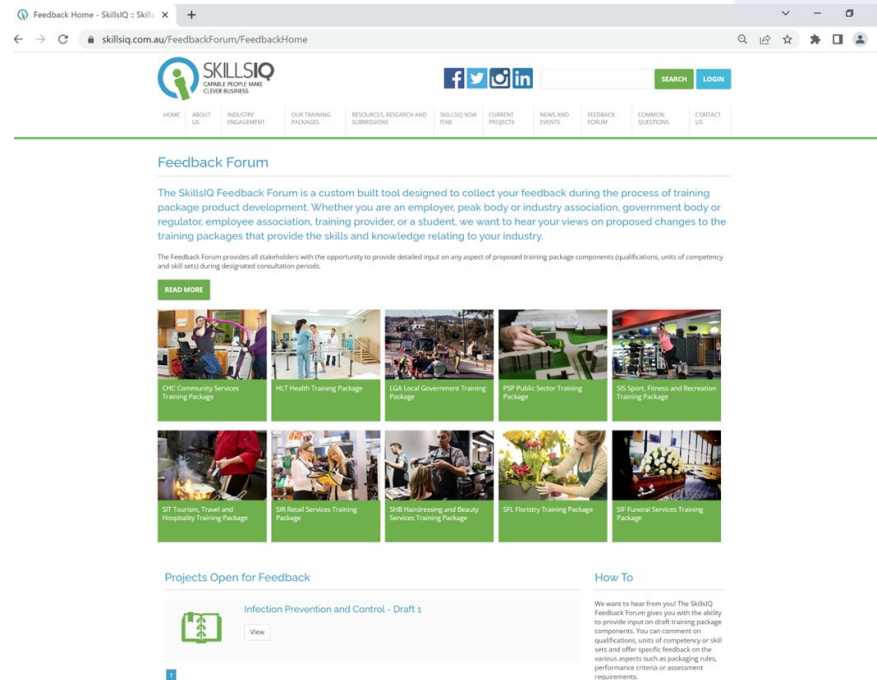 Feedback Home - SkillsIQ :: Skills
skillsiq.com.au/FeedbackForum/FeedbackHome
SKILLSIQ
CAPABLE PEOPLE MAKE
CLEVER BUSINESS
SEARCH LOGIN
HOME ABOUT US INDUSTRY ENGAGEMENT OUR TRAINING PACKAGES RESOURCES, RESEARCH AND SUBMISSIONS SKILLSIQ NSW ITAB CURRENT PROJECTS NEWS AND EVENTS FEEDBACK FORUM COMMON QUESTIONS CONTACT US
Feedback Forum
The SkillsIQ Feedback Forum is a custom built tool designed to collect your feedback during the process of training
package product development. Whether you are an employer, peak body or industry association, government body or
regulator, employee association, training provider, or a student, we want to hear your views on proposed changes to the
training packages that provide the skills and knowledge relating to your industry.
The Feedback Forum provides all stakeholders with the opportunity to provide detailed input on any aspect of proposed training package components (qualifications, units of competency
and skill sets) during designated consultation periods.
READ MORE
CHC Community Services
Training Package
HLT Health Training Package
LGA Local Government Training
Package
PSP Public Sector Training
Package
SIS Sport, Fitness and Recreation
Training Package
SIT Tourism, Travel and
Hospitality Training Package
SIR Retail Services Training
Package
SHB Hairdressing and Beauty
Services Training Package
SFL Floristry Training Package
SIF Funeral Services Training
Package
Projects Open for Feedback
Infection Prevention and Control - Draft 1
View
1
How To
We want to hear from you! The SkillsIQ
Feedback Forum gives you with the ability
to provide input on draft training package
components. You can comment on
qualifications, units of competency or skill
sets and offer specific feedback on the
various aspects such as packaging rules,
performance criteria or assessment
requirements.